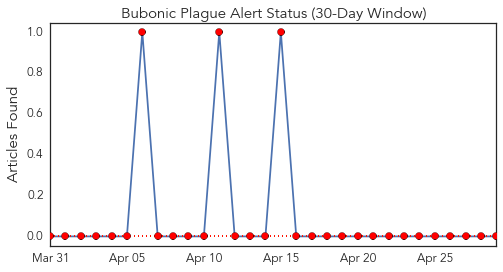 Bubonic Plague Alert Status (30-Day Window)
Articles Found
1.0
0.8
0.6
0.4
0.2
0.0
Mar 31 Apr 05 Apr 10 Apr 15 Apr 20 Apr 25